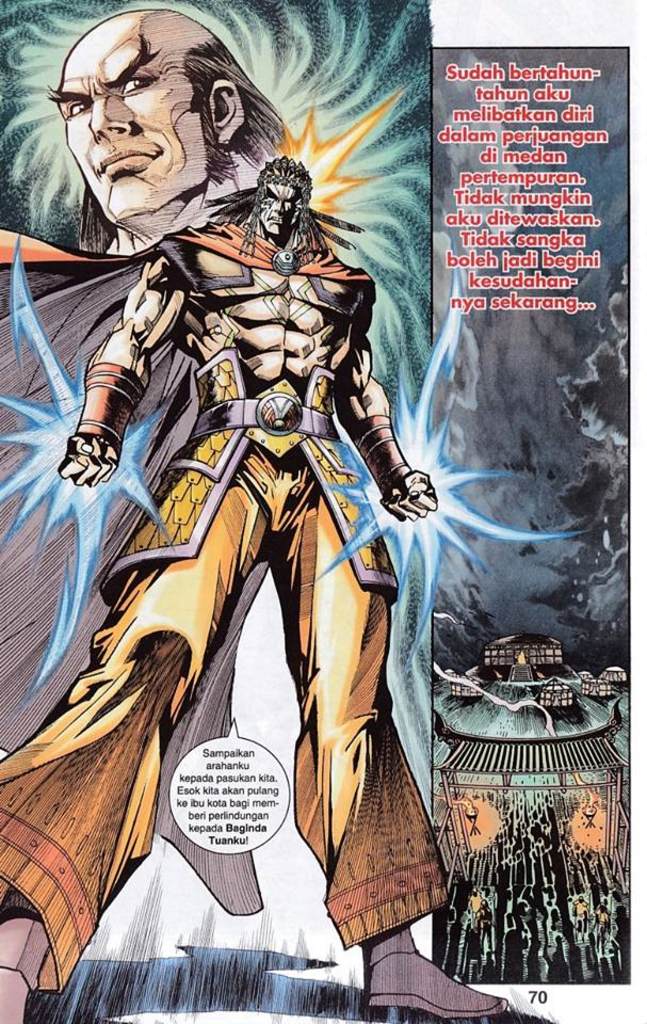 Sudah bertahun-
tahun aku
melibatkan diri
dalam perjuangan
di medan
pertempuran.
Tidak mungkin
aku ditewaskan.
Tidak sangka
boleh jadi begini
kesudahan-
nya sekarang...
Sampaikan
arahanku
kepada pasukan kita.
Esok kita akan pulang
ke ibu kota bagi mem-
beri perlindungan
kepada Baginda
Tuanku!
70